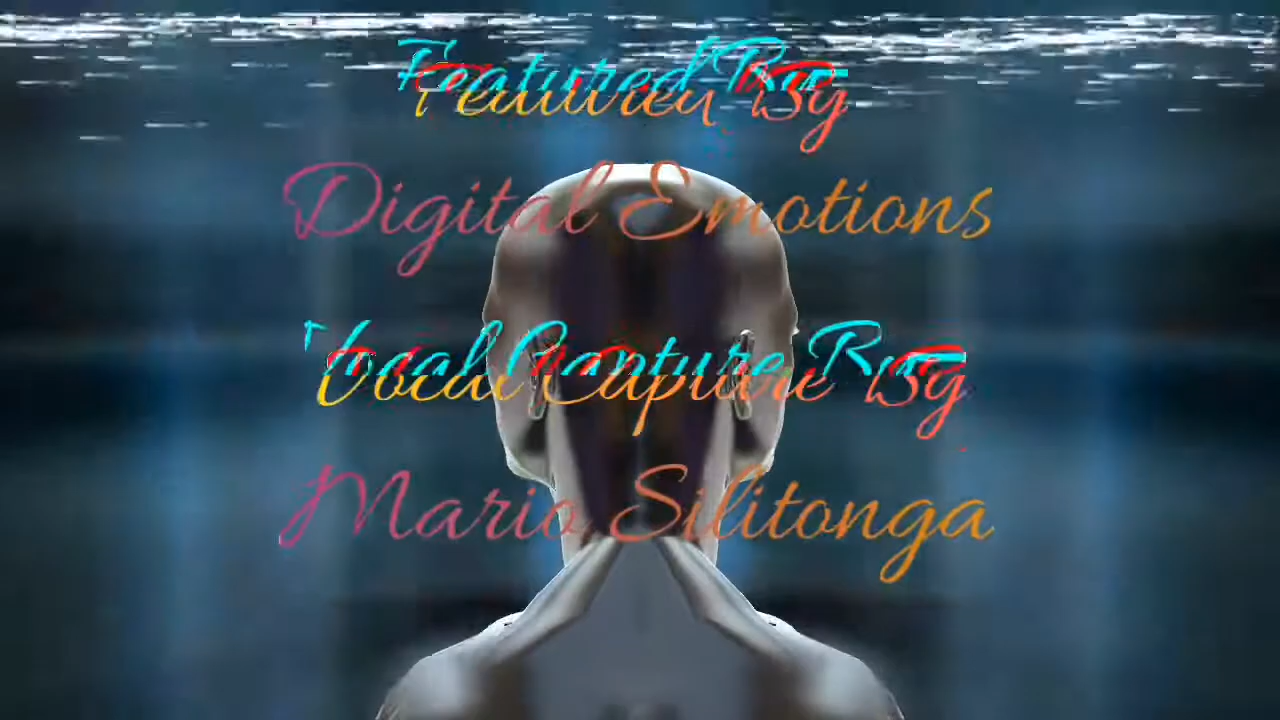 Featured By
Digital Emotions
Vocal Capture By
Mario Silitonga